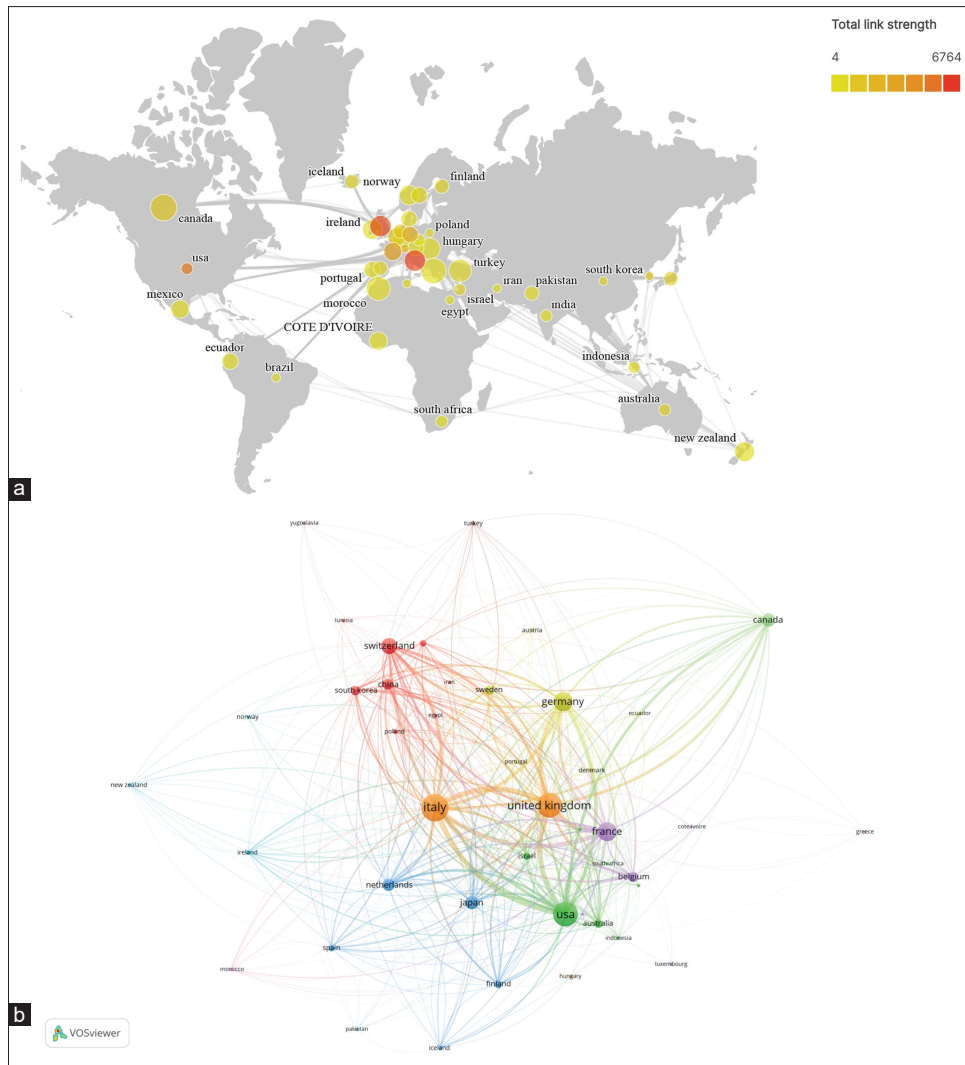 Total link strength
4 6764
iceland
norway
finland
canada
ireland
poland
hungary
usa
turkey
portugal
iran
pakistan
south korea
mexico
morocco
israel
egypt
india
COTE D'IVOIRE
ecuador
brazil
indonesia
australia
south africa
new zealand
a
yugoslavia
turkey
tunisia
austria
canada
switzerland
china
iran
south korea
sweden
germany
norway
egypt
ecuador
poland
portugal
denmark
new zealand
italy
united kingdom
france
coteavoire
greece
ireland
israel
south africa
netherlands
belgium
japan
usa
australia
indonesia
spain
morocco
finland
hungary
luxembourg
b
pakistan
VOSviewer
iceland